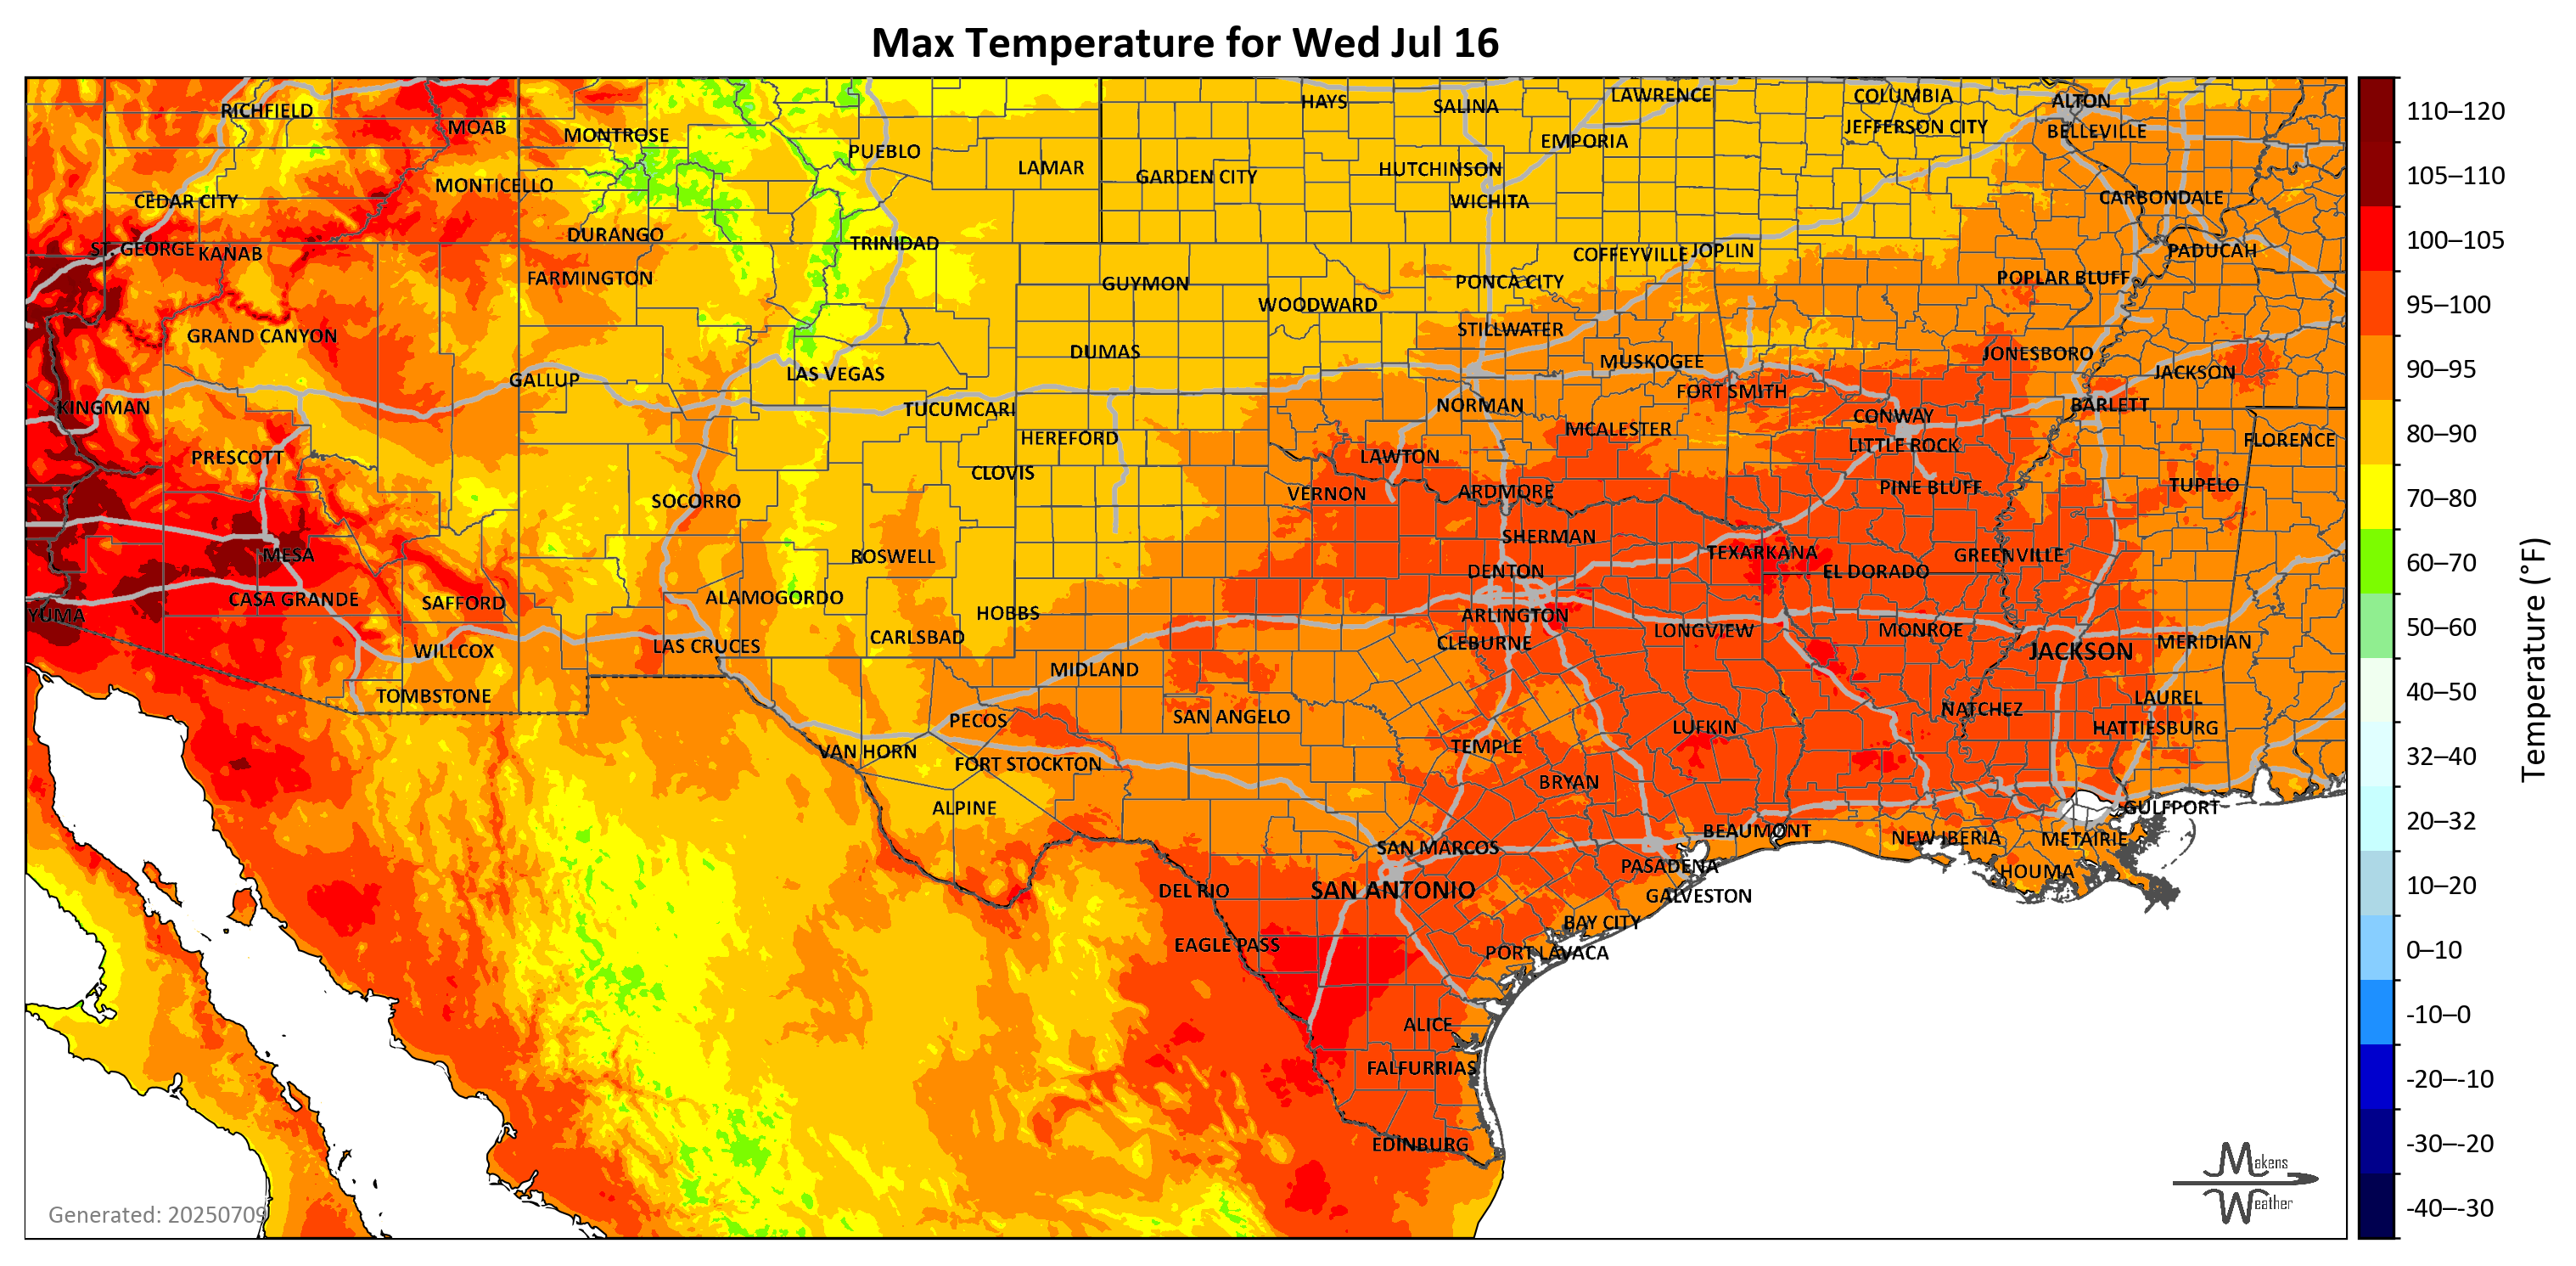 Max Temperature for Wed Jul 16
RICHFIELD
MOAB
MONTROSE
PUEBLO
LAMAR
HAYS
SALINA
LAWRENCE
COLUMBIA
ALTON
JEFFERSON CITY
BELLEVILLE
EMPORIA
HUTCHINSON
GARDEN CITY
MONTICELLO
CEDAR CITY
WICHITA
CARBONDALE
DURANGO
TRINIDAD
ST. GEORGE
KANAB
COFFEYVILLE
JOPLIN
PADUCAH
FARMINGTON
GUYMON
PONCA CITY
POPLAR BLUFF
WOODWARD
GRAND CANYON
STILLWATER
DUMAS
MUSKOGEE
JONESBORO
GALLUP
LAS VEGAS
FORT SMITH
JACKSON
KINGMAN
TUCUMCARI
NORMAN
CONWAY
BARLETT
HEREFORD
MCALESTER
LITTLE ROCK
FLORENCE
PRESCOTT
CLOVIS
LAWTON
SOCORRO
VERNON
ARDMORE
PINE BLUFF
TUPELO
MESA
ROSWELL
SHERMAN
TEXARKANA
GREENVILLE
DENTON
EL DORADO
CASA GRANDE
SAFFORD
ALAMOGORDO
HOBBS
ARLINGTON
YUMA
LAS CRUCES
CARLSBAD
CLEBURNE
LONGVIEW
MONROE
JACKSON
MERIDIAN
WILLCOX
MIDLAND
TOMBSTONE
PECOS
SAN ANGELO
NATCHEZ
LAUREL
LUFKIN
HATTIESBURG
VAN HORN
FORT STOCKTON
TEMPLE
BRYAN
ALPINE
GULFPORT
BEAUMONT
NEW IBERIA
METAIRIE
SAN MARCOS
PASADENA
HOUMA
DEL RIO
SAN ANTONIO
GALVESTON
BAY CITY
EAGLE PASS
PORT LAVACA
ALICE
FALFURRIAS
EDINBURG
Generated: 20250709
Makens
Weather
110–120
105–110
100–105
95–100
90–95
80–90
70–80
60–70
50–60
40–50
32–40
20–32
10–20
0–10
-10–0
-20–-10
-30–-20
-40–-30
Temperature (°F)